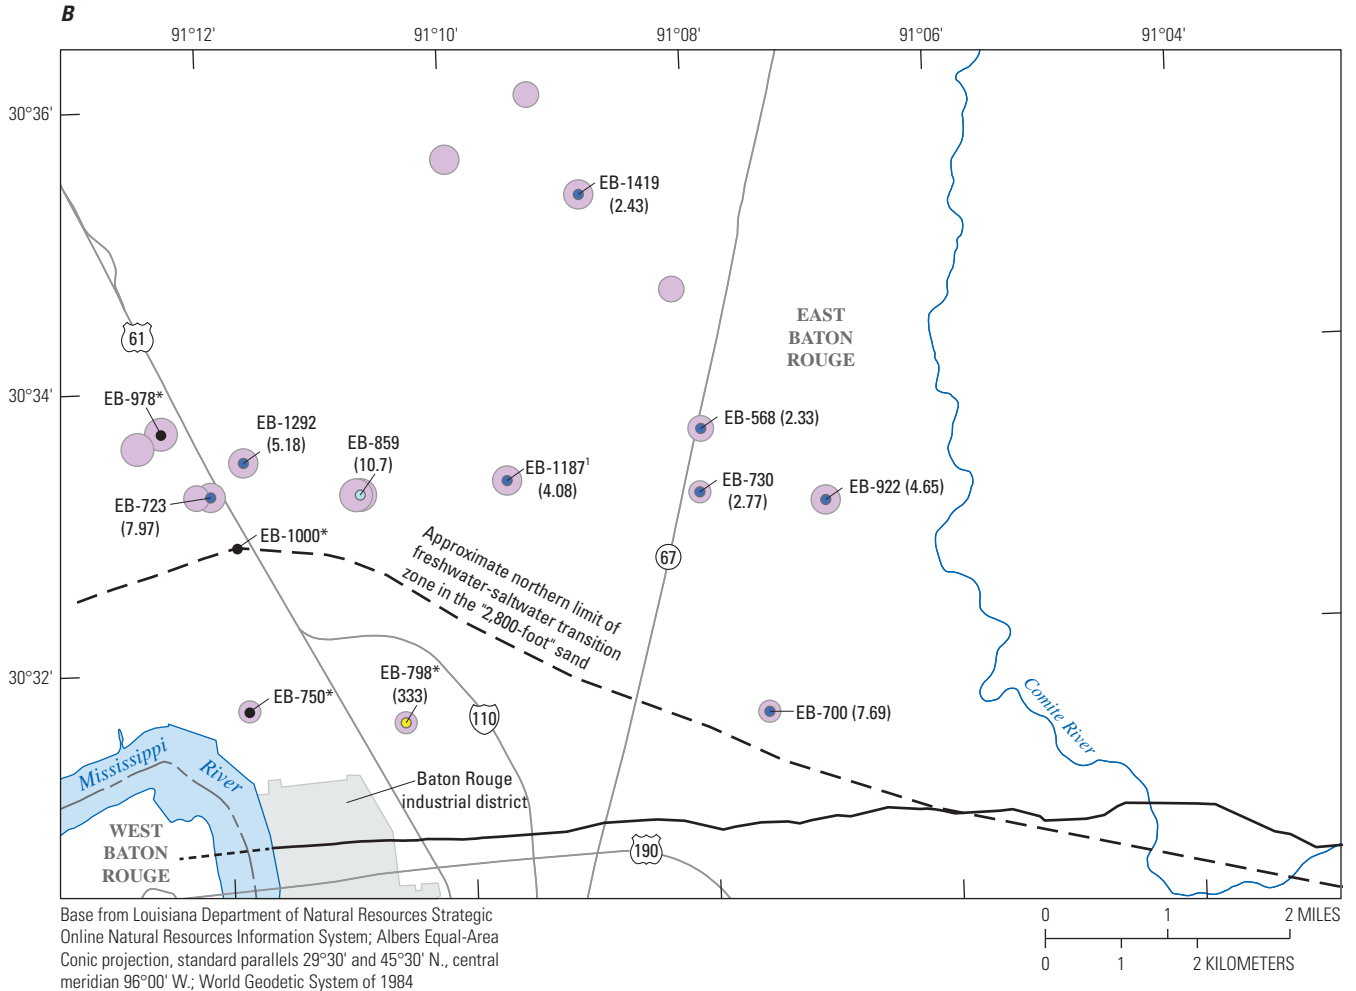 B
91°12'
91°10'
91°08'
91°06'
91°04'
30°36'
EB-1419
(2.43)
EAST
BATON
ROUGE
61
30°34'
EB-978*
EB-1292
(5.18)
EB-859
(10.7)
EB-568 (2.33)
EB-1187¹
(4.08)
EB-730
(2.77)
EB-922 (4.65)
EB-723
(7.97)
EB-1000*
Approximate northern limit of
freshwater-saltwater transition
zone in the "2,800-foot" sand
67
30°32'
EB-798*
(333)
EB-750*
110
EB-700 (7.69)
Comite River
Mississippi
River
Baton Rouge
industrial district
WEST
BATON
ROUGE
190
Base from Louisiana Department of Natural Resources Strategic
Online Natural Resources Information System; Albers Equal-Area
Conic projection, standard parallels 29°30' and 45°30' N., central
meridian 96°00' W.; World Geodetic System of 1984
0 1 2 MILES
0 1 2 KILOMETERS